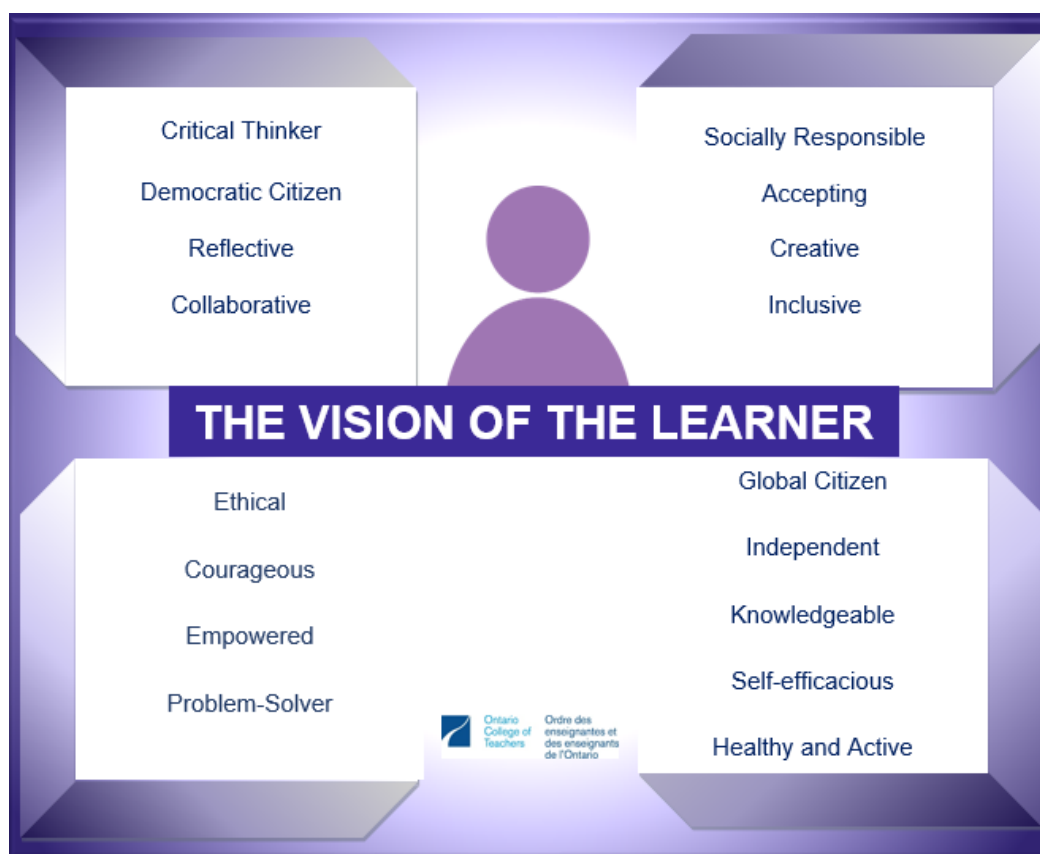 Critical Thinker
Democratic Citizen
Reflective
Collaborative
Socially Responsible
Accepting
Creative
Inclusive
THE VISION OF THE LEARNER
Ethical
Courageous
Empowered
Problem-Solver
Global Citizen
Independent
Knowledgeable
Self-efficacious
Healthy and Active
Ontario
College of
Teachers
Ordre des
enseignantes et
des enseignants
de l'Ontario